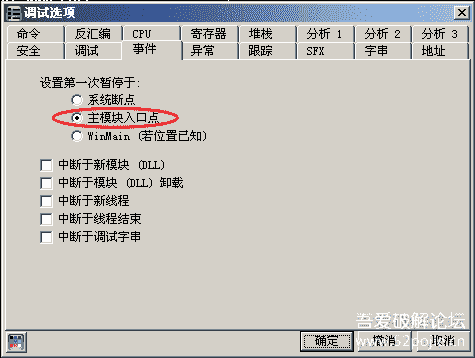 调试选项
命令 反汇编 CPU 寄存器 堆栈 分析 1 分析 2 分析 3
安全 调试 事件 异常 跟踪 SFX 字串 地址
设置第一次暂停于:
系统断点
主模块入口点
WinMain (若位置已知)
中断于新模块 (DLL)
中断于模块 (DLL) 卸载
中断于新线程
中断于线程结束
中断于调试字串
吾爱破解论坛
确定 撤消 取消